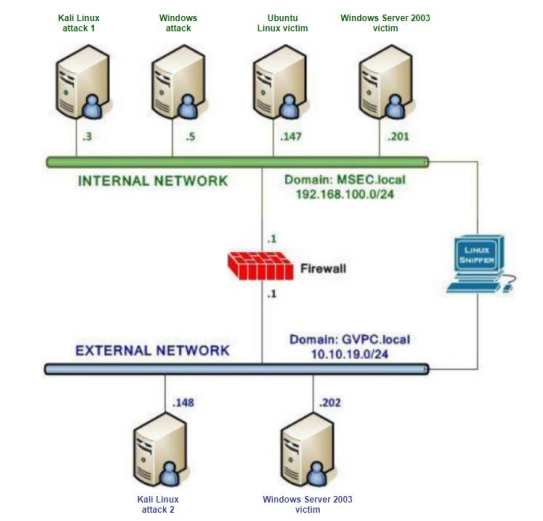 Kali Linux
attack 1
Windows
attack
Ubuntu
Linux victim
Windows Server 2003
victim
.3
.5
.147
.201
INTERNAL NETWORK
Domain: MSEC.local
192.168.100.0/24
.1
Firewall
.1
LINUX
SNIFFER
EXTERNAL NETWORK
Domain: GVPC.local
10.10.19.0/24
.148
.202
Kali Linux
attack 2
Windows Server 2003
victim